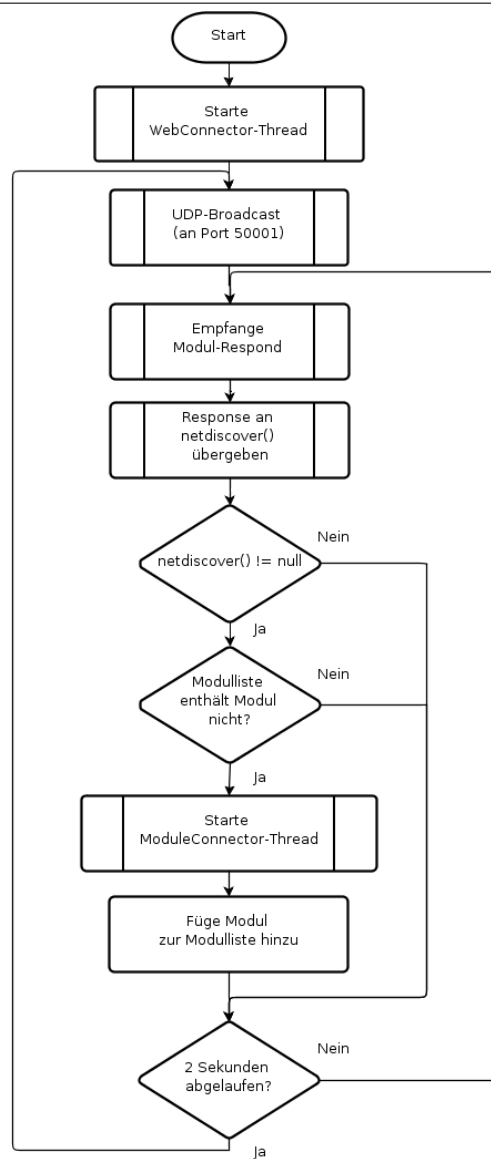 Start
Starte
WebConnector-Thread
UDP-Broadcast
(an Port 50001)
Empfange
Modul-Respond
Response an
netdiscover()
übergeben
Nein
netdiscover() != null
Ja
Nein
Modulliste
enthält Modul
nicht?
Ja
Starte
ModuleConnector-Thread
Füge Modul
zur Modulliste hinzu
Nein
2 Sekunden
abgelaufen?
Ja